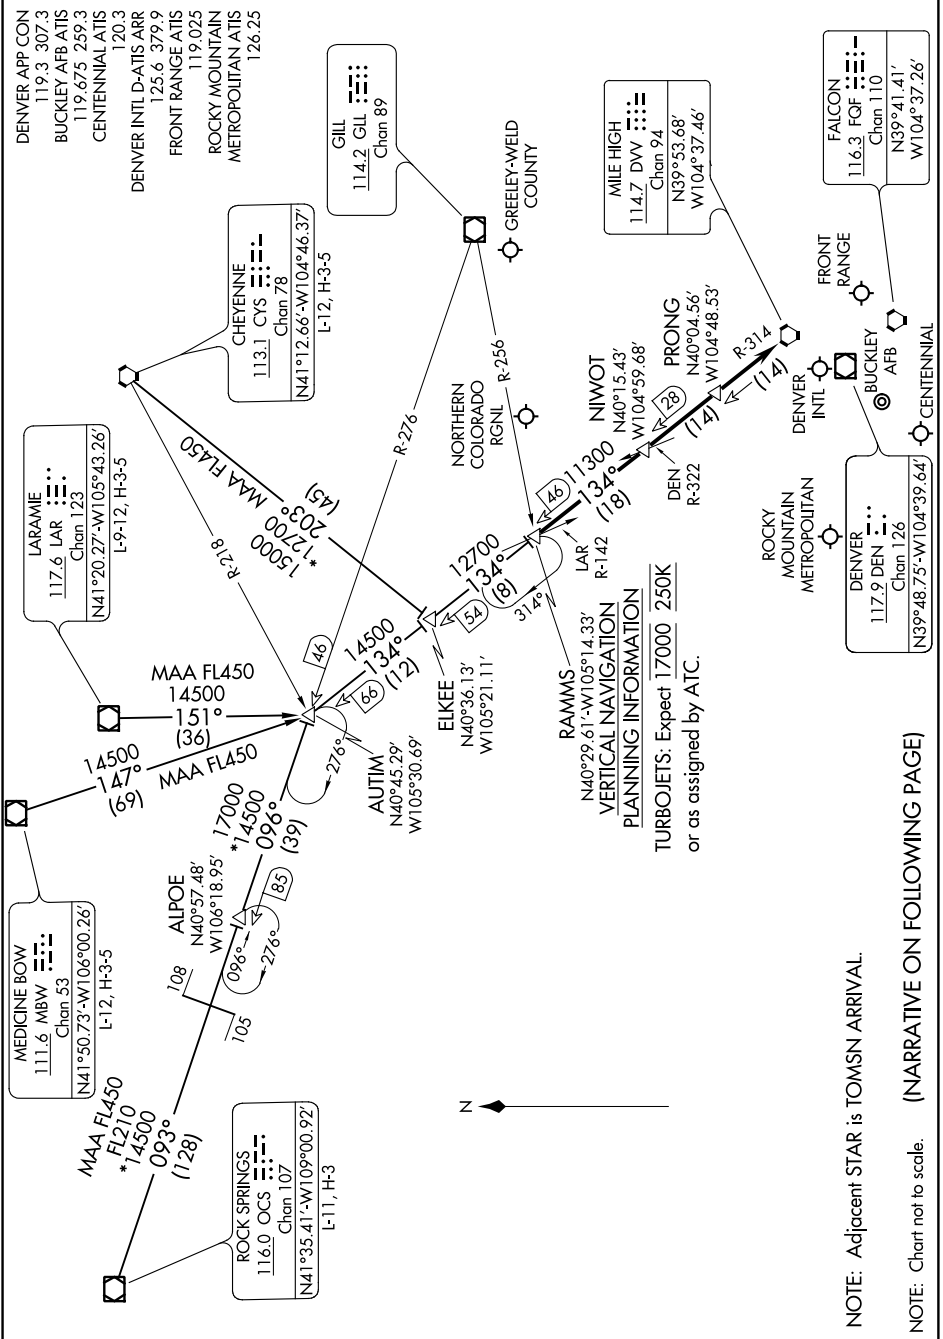 DENVER APP CON
119.3 307.3
BUCKLEY AFB ATIS
119.675 259.3
CENTENNIAL ATIS
120.3
DENVER INTL D-ATIS ARR
125.6 379.9
FRONT RANGE ATIS
119.025
ROCKY MOUNTAIN
METROPOLITAN ATIS
126.25
MEDICINE BOW
111.6 MBW
Chan 53
N41°50.73'-W106°00.26'
L-12, H-3-5
LARAMIE
117.6 LAR
Chan 123
N41°20.27'-W105°43.26'
L-9-12, H-3-5
CHEYENNE
113.1 CYS
Chan 78
N41°12.66'-W104°46.37'
L-12, H-3-5
GILL
114.2 GLL
Chan 89
ROCK SPRINGS
116.0 OCS
Chan 107
N41°35.41'-W109°00.92'
L-11, H-3
MAA FL450
FL210
*14500
093°
(128)
108
105
ALPOE
N40°57.48'
W106°18.95'
096°
276°
85
17000
*14500
096°
(39)
14500
147°
(69)
MAA FL450
MAA FL450
14500
151°
(36)
R-218
MAA FL450
*15000
12700
203°
(45)
R-276
R-256
276°
AUTIM
N40°45.29'
W105°30.69'
46
66
14500
134°
(12)
ELKEE
N40°36.13'
W105°21.11'
54
12700
134°
(8)
314°
RAMMS
N40°29.61'-W105°14.33'
LAR
R-142
46
11300
134°
(18)
NORTHERN
COLORADO
RGNL
GREELEY-WELD
COUNTY
NIWOT
N40°15.43'
W104°59.68'
DEN
R-322
28
(14)
PRONG
N40°04.56'
W104°48.53'
R-314
(14)
MILE HIGH
114.7 DVV
Chan 94
N39°53.68'
W104°37.46'
VERTICAL NAVIGATION
PLANNING INFORMATION
TURBOJETS: Expect 17000 250K
or as assigned by ATC.
ROCKY
MOUNTAIN
METROPOLITAN
DENVER
INTL
FRONT
RANGE
BUCKLEY
AFB
CENTENNIAL
FALCON
116.3 FQF
Chan 110
N39°41.41'
W104°37.26'
DENVER
117.9 DEN
Chan 126
N39°48.75'-W104°39.64'
N
NOTE: Adjacent STAR is TOMSN ARRIVAL.
NOTE: Chart not to scale.
(NARRATIVE ON FOLLOWING PAGE)